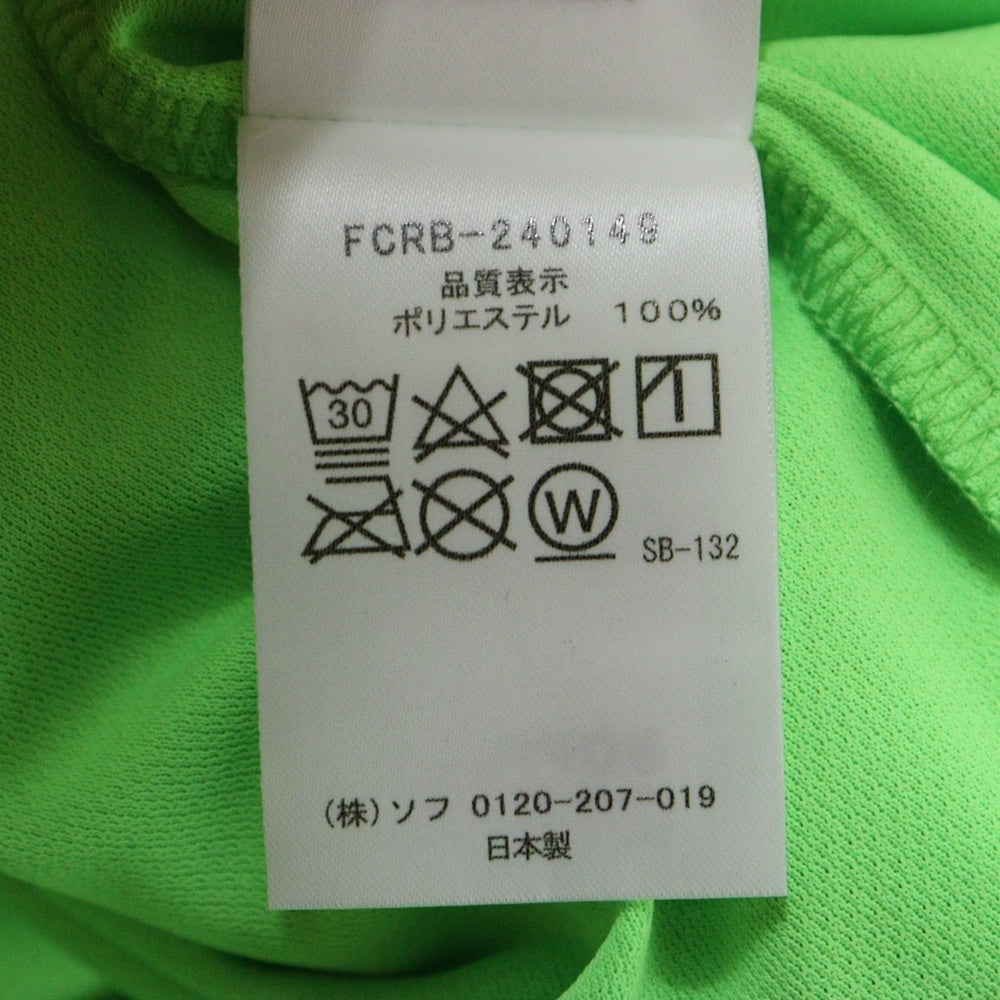 FCRB-240149
品質表示
ポリエステル 100%
30
W
SB-132
(株)ソフ 0120-207-019
日本製